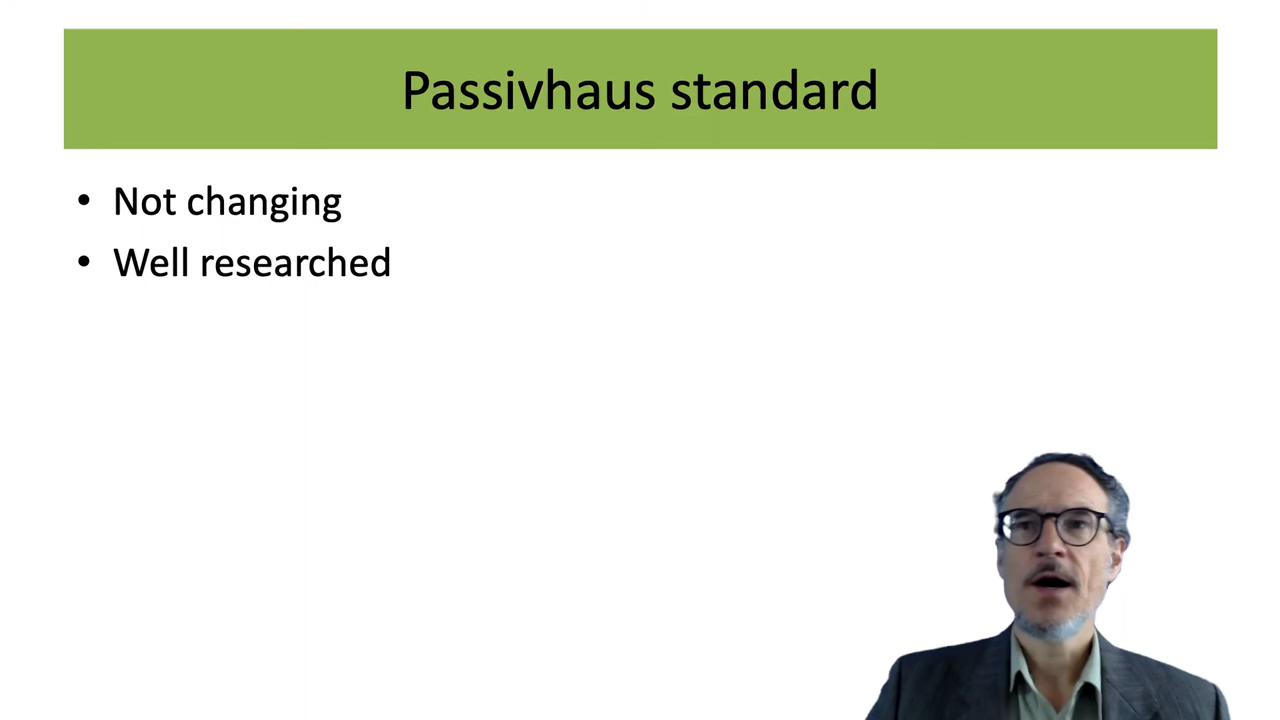 Passivhaus standard
• Not changing
• Well researched